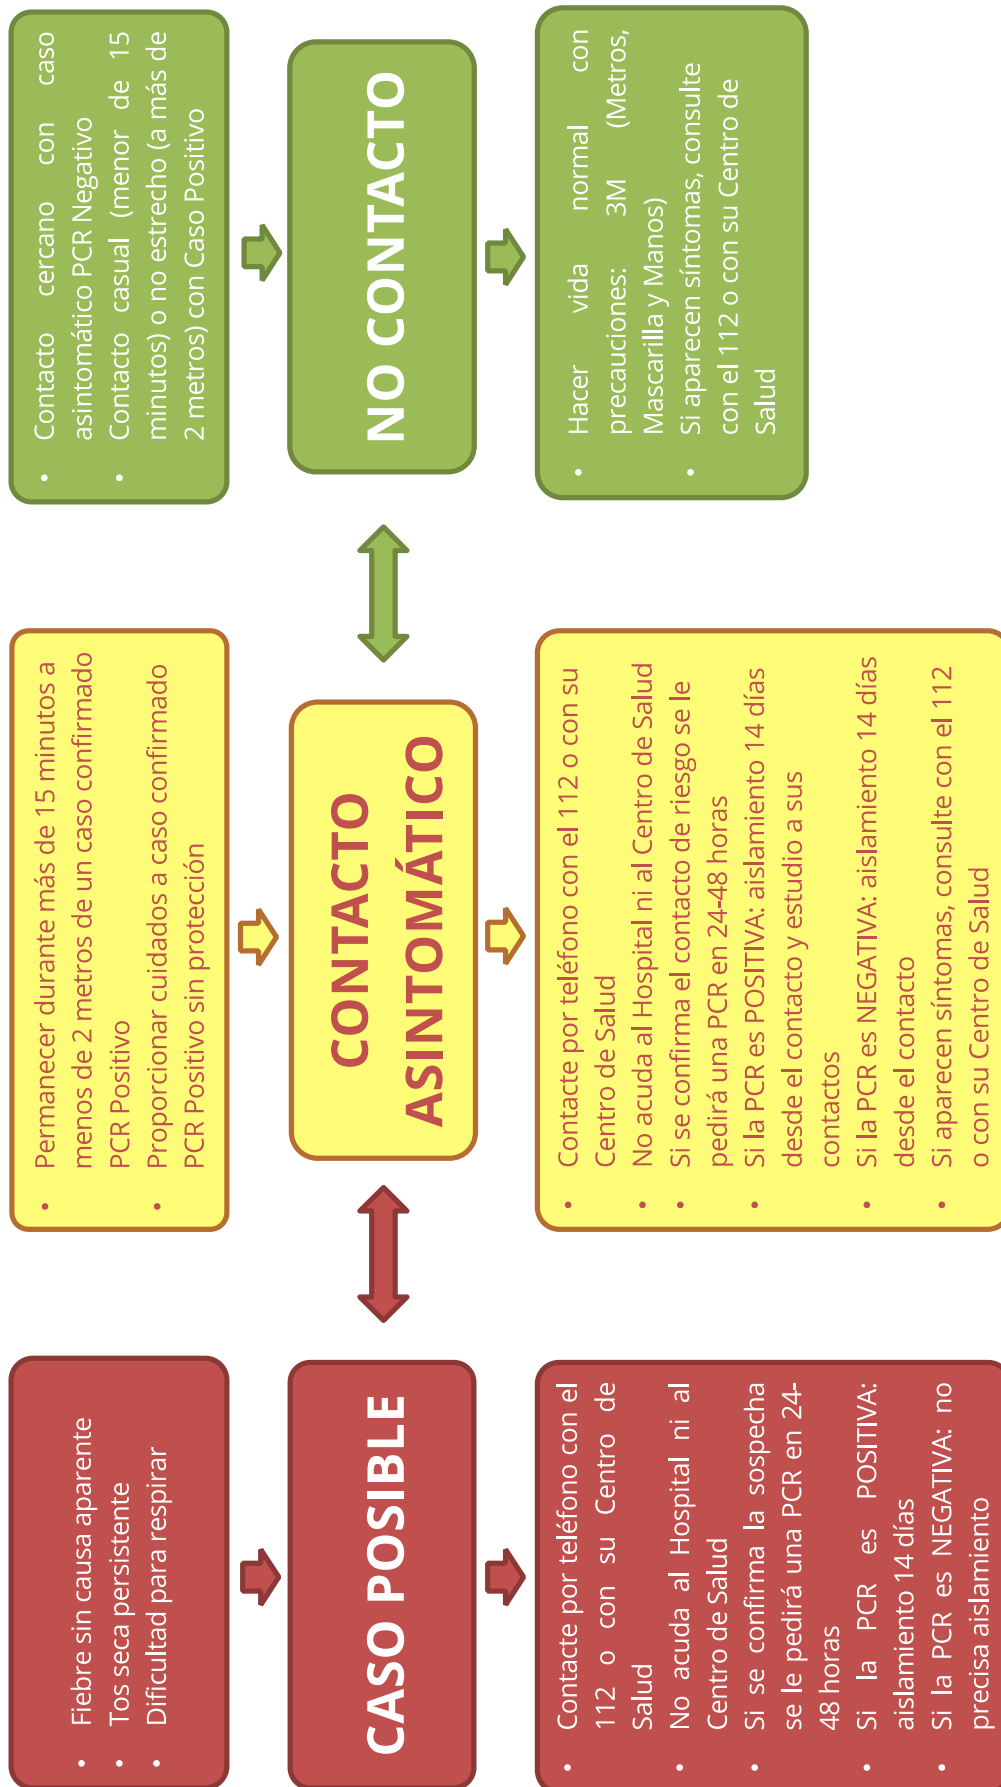 • Fiebre sin causa aparente
• Tos seca persistente
• Dificultad para respirar
CASO POSIBLE
• Contacte por teléfono con el
112 o con su Centro de
Salud
• No acuda al Hospital ni al
Centro de Salud
• Si se confirma la sospecha
se le pedirá una PCR en 24-
48 horas
• Si la PCR es POSITIVA:
aislamiento 14 días
• Si la PCR es NEGATIVA: no
precisa aislamiento
• Permanecer durante más de 15 minutos a
menos de 2 metros de un caso confirmado
PCR Positivo
• Proporcionar cuidados a caso confirmado
PCR Positivo sin protección
CONTACTO
ASINTOMÁTICO
• Contacte por teléfono con el 112 o con su
Centro de Salud
• No acuda al Hospital ni al Centro de Salud
• Si se confirma el contacto de riesgo se le
pedirá una PCR en 24-48 horas
• Si la PCR es POSITIVA: aislamiento 14 días
desde el contacto y estudio a sus
contactos
• Si la PCR es NEGATIVA: aislamiento 14 días
desde el contacto
• Si aparecen síntomas, consulte con el 112
o con su Centro de Salud
• Contacto cercano con caso
asintomático PCR Negativo
• Contacto casual (menor de 15
minutos) o no estrecho (a más de
2 metros) con Caso Positivo
NO CONTACTO
• Hacer vida normal con
precauciones: 3M (Metros,
Mascarilla y Manos)
• Si aparecen síntomas, consulte
con el 112 o con su Centro de
Salud